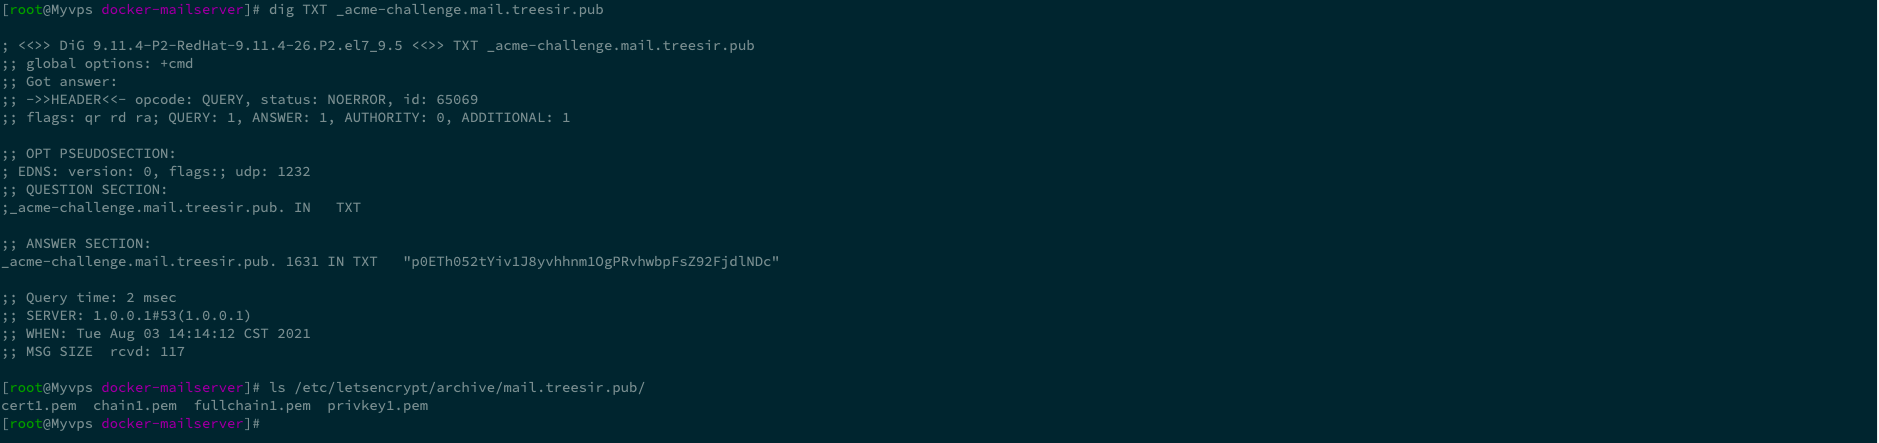 [root@Myvps docker-mailserver]# dig TXT _acme-challenge.mail.treesir.pub
; <<>> DiG 9.11.4-P2-RedHat-9.11.4-26.P2.el7_9.5 <<>> TXT _acme-challenge.mail.treesir.pub
;; global options: +cmd
;; Got answer:
;; ->>HEADER<<- opcode: QUERY, status: NOERROR, id: 65069
;; flags: qr rd ra; QUERY: 1, ANSWER: 1, AUTHORITY: 0, ADDITIONAL: 1
;; OPT PSEUDOSECTION:
; EDNS: version: 0, flags:; udp: 1232
;; QUESTION SECTION:
;_acme-challenge.mail.treesir.pub. IN   TXT
;; ANSWER SECTION:
_acme-challenge.mail.treesir.pub. 1631 IN TXT   "p0ETh052tYiv1J8yvhhnm1OgPRvhwbpFsZ92FjdlNDc"
;; Query time: 2 msec
;; SERVER: 1.0.0.1#53(1.0.0.1)
;; WHEN: Tue Aug 03 14:14:12 CST 2021
;; MSG SIZE  rcvd: 117
[root@Myvps docker-mailserver]# ls /etc/letsencrypt/archive/mail.treesir.pub/
cert1.pem  chain1.pem  fullchain1.pem  privkey1.pem
[root@Myvps docker-mailserver]#